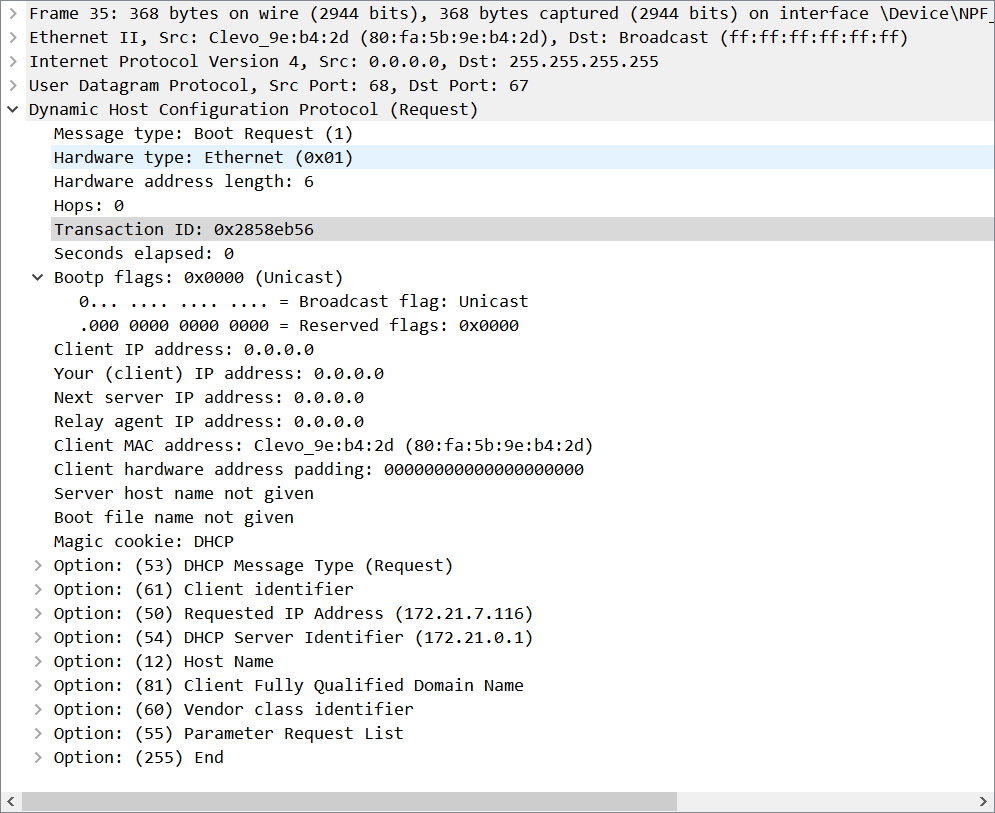 Frame 35: 368 bytes on wire (2944 bits), 368 bytes captured (2944 bits) on interface \Device\NPF_
Ethernet II, Src: Clevo_9e:b4:2d (80:fa:5b:9e:b4:2d), Dst: Broadcast (ff:ff:ff:ff:ff:ff)
Internet Protocol Version 4, Src: 0.0.0.0, Dst: 255.255.255.255
User Datagram Protocol, Src Port: 68, Dst Port: 67
Dynamic Host Configuration Protocol (Request)
Message type: Boot Request (1)
Hardware type: Ethernet (0x01)
Hardware address length: 6
Hops: 0
Transaction ID: 0x2858eb56
Seconds elapsed: 0
Bootp flags: 0x0000 (Unicast)
0... .... .... .... = Broadcast flag: Unicast
.000 0000 0000 0000 = Reserved flags: 0x0000
Client IP address: 0.0.0.0
Your (client) IP address: 0.0.0.0
Next server IP address: 0.0.0.0
Relay agent IP address: 0.0.0.0
Client MAC address: Clevo_9e:b4:2d (80:fa:5b:9e:b4:2d)
Client hardware address padding: 00000000000000000000
Server host name not given
Boot file name not given
Magic cookie: DHCP
Option: (53) DHCP Message Type (Request)
Option: (61) Client identifier
Option: (50) Requested IP Address (172.21.7.116)
Option: (54) DHCP Server Identifier (172.21.0.1)
Option: (12) Host Name
Option: (81) Client Fully Qualified Domain Name
Option: (60) Vendor class identifier
Option: (55) Parameter Request List
Option: (255) End